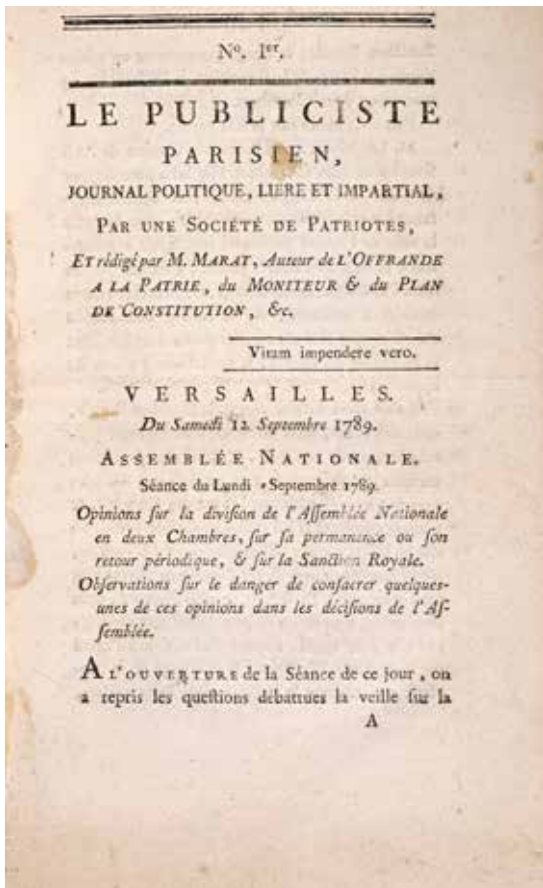 Nº. Ier.
LE PUBLICISTE
PARISIEN,
JOURNAL POLITIQUE, LIBRE ET IMPARTIAL,
PAR UNE SOCIÉTÉ DE PATRIOTES,
ET rédigé par M. MARAT, Auteur de L'OFFRANDE
A LA PATRIE, du MONITEUR & du PLAN
DE CONSTITUTION, &c.
Vitam impendere vero.
VERSAILLES.
Du Samedi 12. Septembre 1789.
ASSEMBLÉE NATIONALE.
Séance du Lundi Septembre 1789.
Opinions ſur la diviſion de l'Aſſemblée Nationale
en deux Chambres, ſur ſa permanence ou ſon
retour périodique, & ſur la Sanction Royale.
Obſervations ſur le danger de conſacrer quelques-
unes de ces opinions dans les déciſions de l'Aſ-
ſemblée.
A L'OUVERTURE de la Séance de ce jour, on
a repris les queſtions débattues la veille ſur la
A